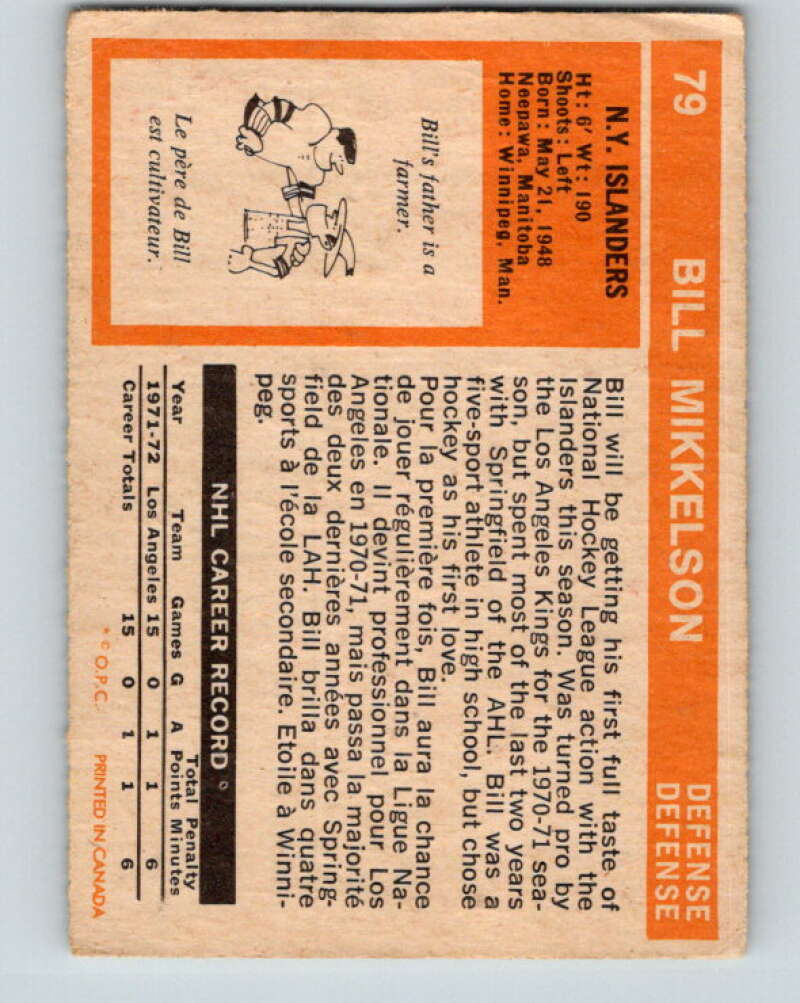 79 BILL MIKKELSON DEFENSE
DEFENSE
N.Y. ISLANDERS
Ht: 6' Wt: 190
Shoots: Left
Born: May 21, 1948
Neepawa, Manitoba
Home: Winnipeg, Man.
Bill's father is a
farmer.
Le père de Bill
est cultivateur.
Bill will be getting his first full taste of
National Hockey League action with the
Islanders this season. Was turned pro by
the Los Angeles Kings for the 1970-71 sea-
son, but spent most of the last two years
with Springfield of the AHL. Bill was a
five-sport athlete in high school, but chose
hockey as his first love.
Pour la première fois, Bill aura la chance
de jouer régulièrement dans la Ligue Na-
tionale. Il devint professionnel pour Los
Angeles en 1970-71, mais passa la majorité
des deux dernières années avec Spring-
field de la LAH. Bill brilla dans quatre
sports à l'école secondaire. Etoile à Winni-
peg.
NHL CAREER RECORD
Total Penalty
Year Team Games G A Points Minutes
1971-72 Los Angeles 15 0 1 1 6
Career Totals 15 0 1 1 6
* © O.P.C. PRINTED IN CANADA